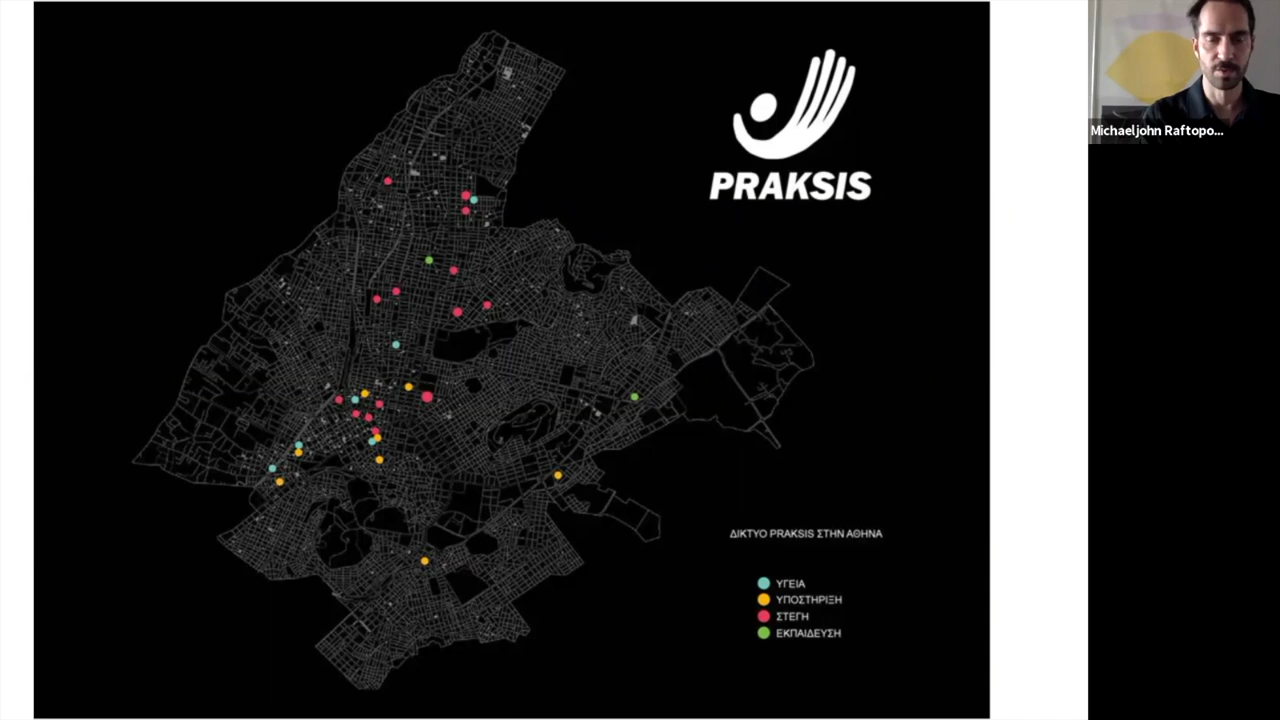 PRAKSIS
Michaeljohn Raftopo...
ΔΙΚΤΥΟ PRAKSIS ΣΤΗΝ ΑΘΗΝΑ
ΥΓΕΙΑ
ΥΠΟΣΤΗΡΙΞΗ
ΣΤΕΓΗ
ΕΚΠΑΙΔΕΥΣΗ